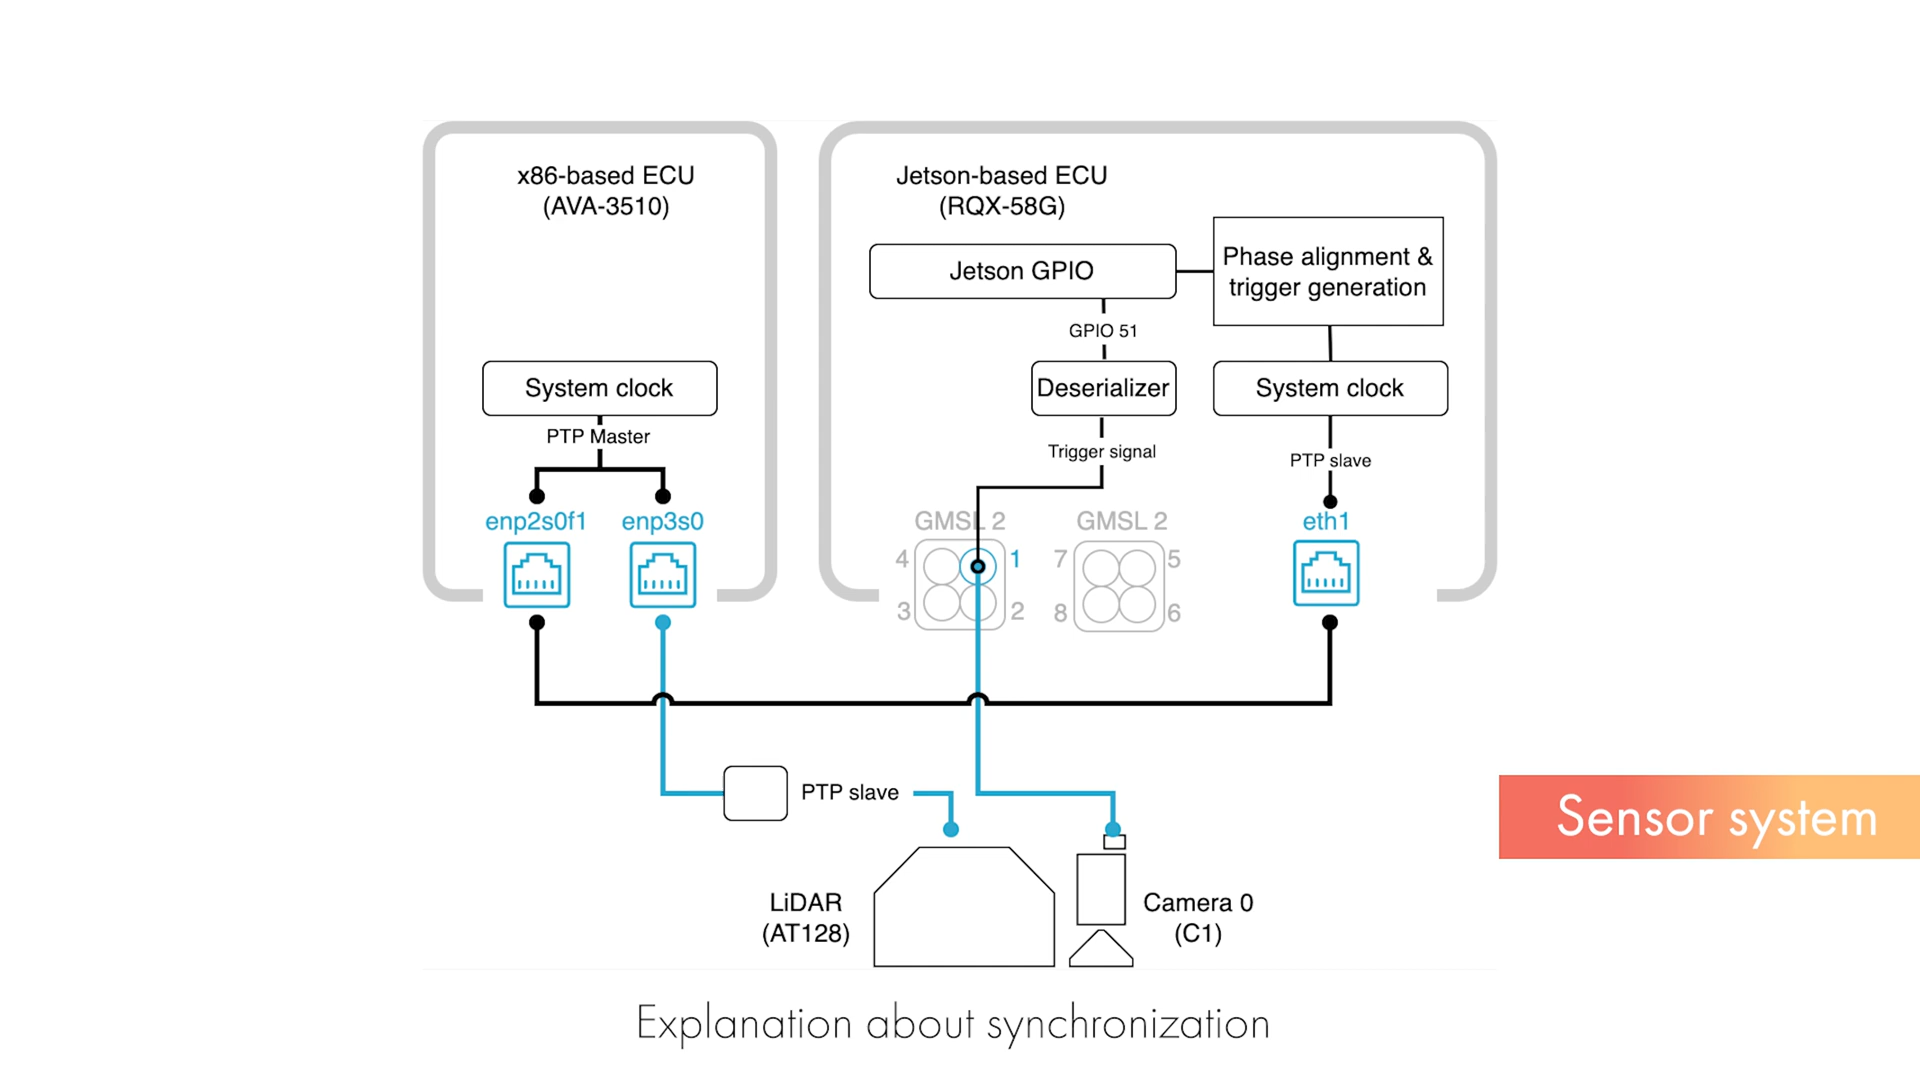 x86-based ECU
(AVA-3510)
System clock
PTP Master
enp2s0f1
enp3s0
Jetson-based ECU
(RQX-58G)
Jetson GPIO
Phase alignment &
trigger generation
GPIO 51
Deserializer
System clock
Trigger signal
PTP slave
GMSL 2
4
1
3
2
GMSL 2
7
5
8
6
eth1
PTP slave
LiDAR
(AT128)
Camera 0
(C1)
Sensor system
Explanation about synchronization